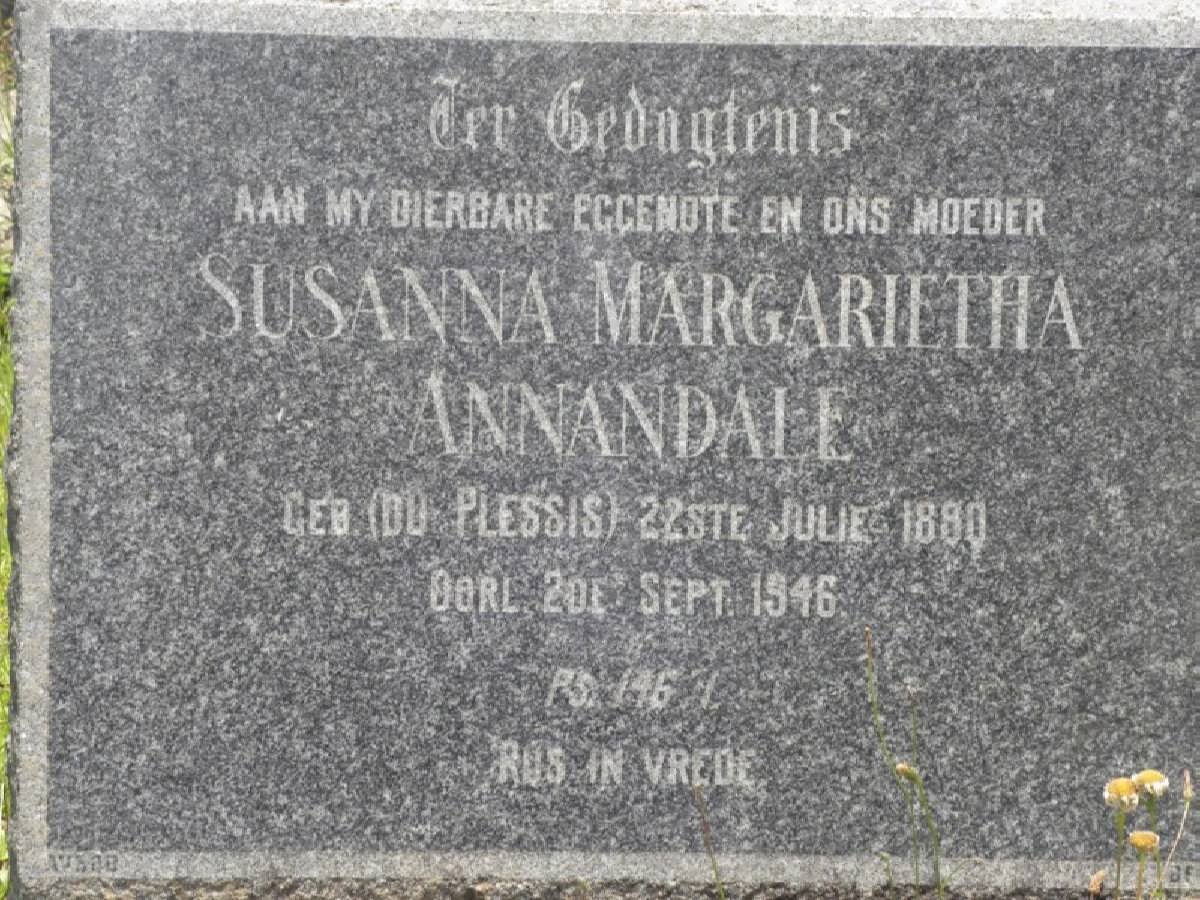 Ter Gedagtenis
AAN MY DIERBARE EGGENOTE EN ONS MOEDER
SUSANNA MARGARIETHA
ANNANDALE
GEB. (DU PLESSIS) 22STE JULIE 1880
OORL. 2DE SEPT. 1946.
PS. 146 : 1.
RUS IN VREDE